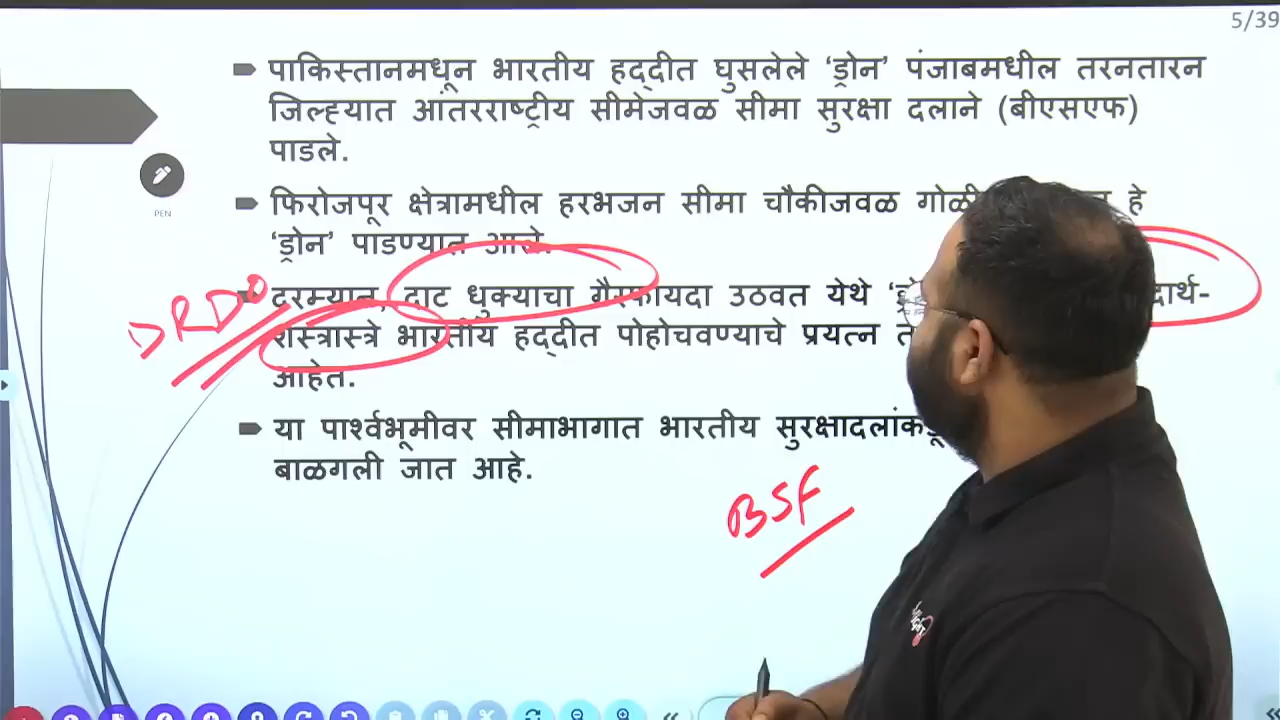 5/39
पाकिस्तानमधून भारतीय हद्दीत घुसलेले ‘ड्रोन’ पंजाबमधील तरनतारन
जिल्ह्यात आंतरराष्ट्रीय सीमेजवळ सीमा सुरक्षा दलाने (बीएसएफ)
पाडले.
PEN
फिरोजपूर क्षेत्रामधील हरभजन सीमा चौकीजवळ हे
‘ड्रोन’ पाडण्यात आले.
DRDO
दरम्यान, दाट धुक्याचा गैरफायदा उठवत येथे
शस्त्रास्त्रे भारतीय हद्दीत पोहोचवण्याचे प्रयत्न
आहेत.
या पार्श्वभूमीवर सीमाभागात भारतीय
बाळगली जात आहे.
BSF